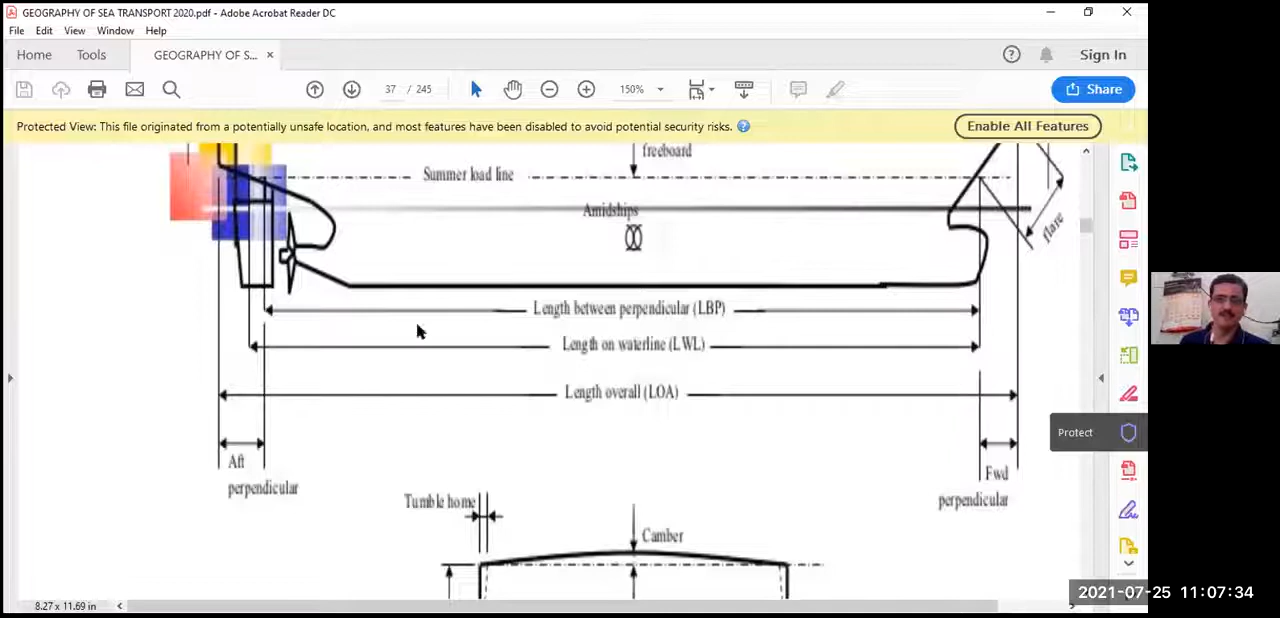 GEOGRAPHY OF SEA TRANSPORT 2020.pdf - Adobe Acrobat Reader DC
File Edit View Window Help
Home Tools GEOGRAPHY OF S... ×
Sign In
37 / 245 150% Share
Protected View: This file originated from a potentially unsafe location, and most features have been disabled to avoid potential security risks. Enable All Features
freeboard
Summer load line
Amidships
flare
Length between perpendicular (LBP)
Length on waterline (LWL)
Length overall (LOA)
Protect
Aft
perpendicular
Fwd
perpendicular
Tumble home
Camber
2021-07-25 11:07:34
8.27 x 11.69 in